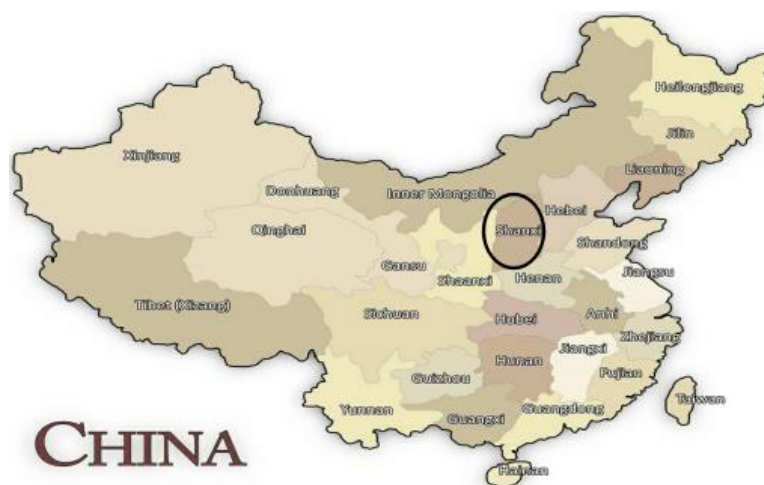 Heilongjiang
Jilin
Xinjiang
Liaoning
Donhuang
Inner Mongolia
Hebei
Qinghai
Shanxi
Shandong
Gansu
Jiangsu
Shaanxi
Henan
Tibet (Xizang)
Sichuan
Hubei
Anhi
Zhejiang
Hunan
Jiangxi
Guizhou
Fujian
Yunnan
Guangxi
Guangdong
Taiwan
CHINA
Hainan